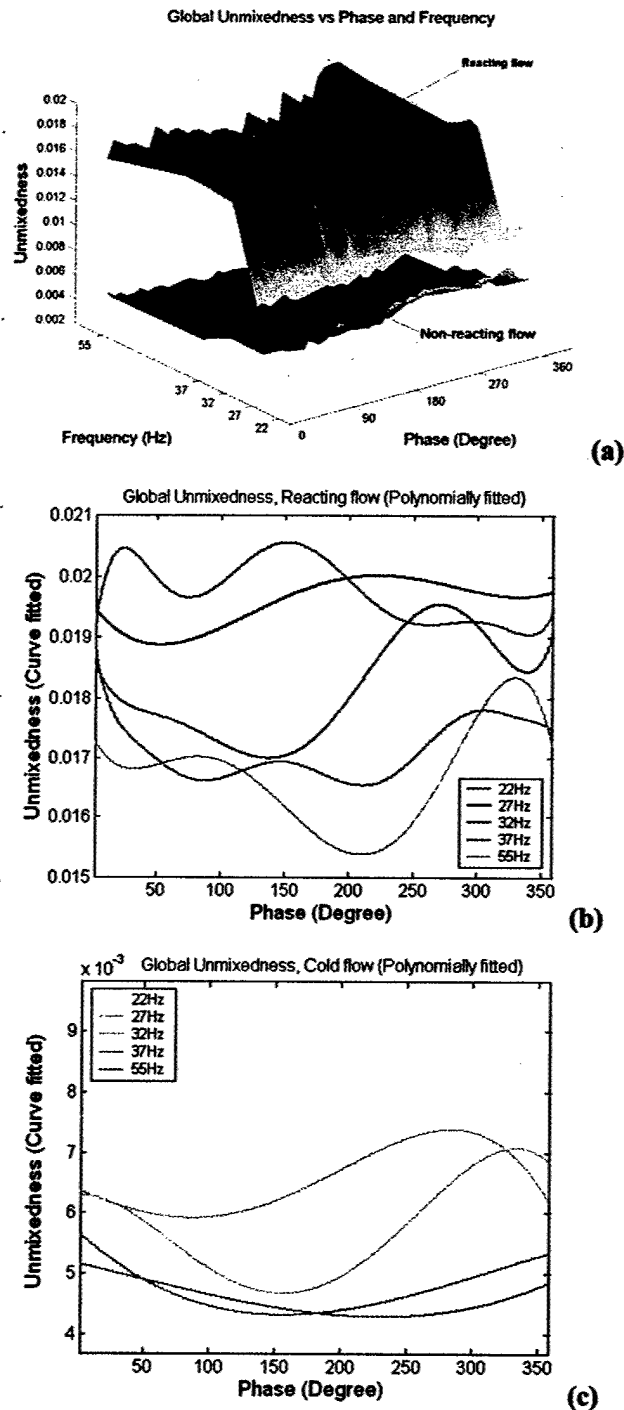 Global Unmixedness vs Phase and Frequency
Reacting flow
0.02
0.018
0.016
0.014
0.012
0.01
0.008
0.006
0.004
0.002
Unmixedness
Non-reacting flow
55
37
32
27
22
0
90
180
270
360
Frequency (Hz)
Phase (Degree)
(a)
Global Unmixedness, Reacting flow (Polynomially fitted)
0.021
0.02
0.019
0.018
0.017
0.016
0.015
Unmixedness (Curve fitted)
22Hz
27Hz
32Hz
37Hz
55Hz
50
100
150
200
250
300
350
Phase (Degree)
(b)
x 10-3
Global Unmixedness, Cold flow (Polynomially fitted)
22Hz
27Hz
32Hz
37Hz
55Hz
9
8
7
6
5
4
Unmixedness (Curve fitted)
50
100
150
200
250
300
350
Phase (Degree)
(c)